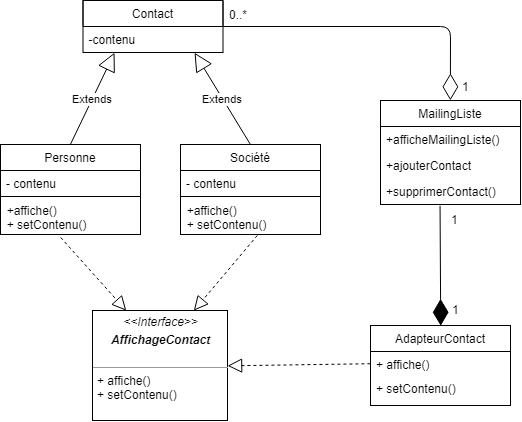 Contact
0..*
-contenu
1
Extends
Extends
MailingListe
+afficheMailingListe()
+ajouterContact
+supprimerContact()
Personne
- contenu
+affiche()
+ setContenu()
Société
- contenu
+affiche()
+ setContenu()
1
1
<<Interface>>
AffichageContact
+ affiche()
+ setContenu()
AdapteurContact
+ affiche()
+ setContenu()